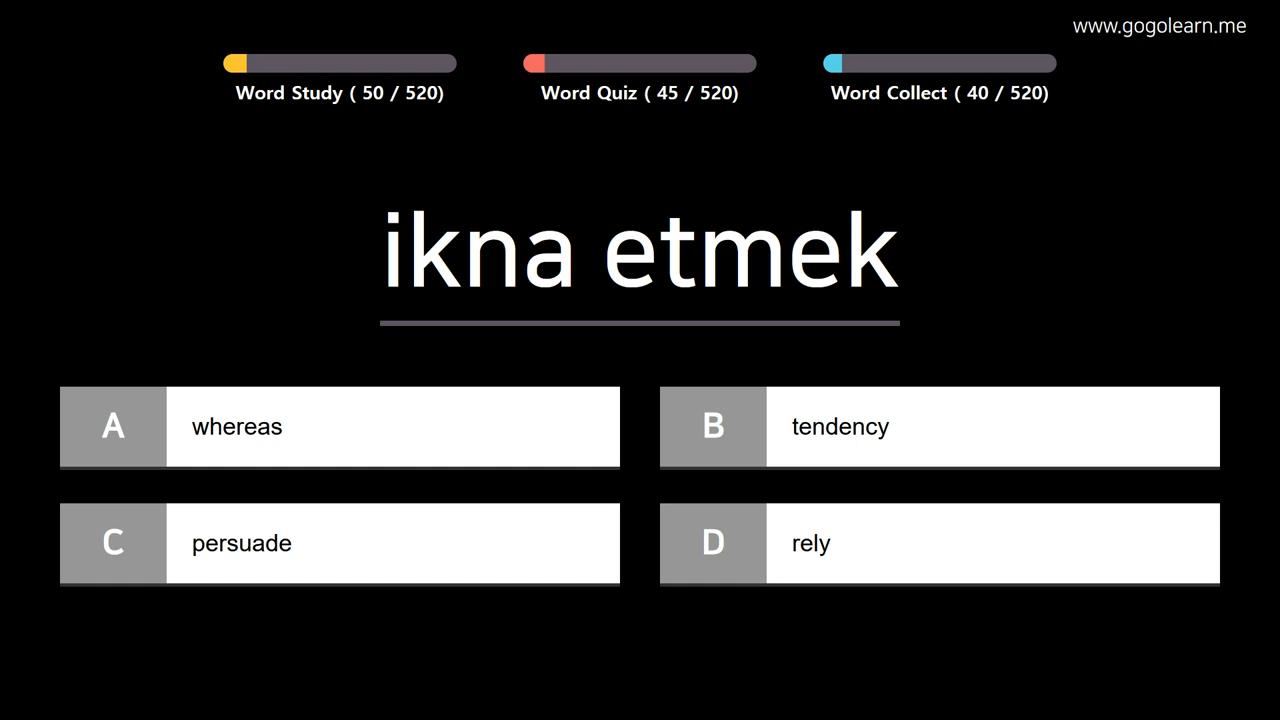 www.gogolearn.me
Word Study ( 50 / 520)
Word Quiz ( 45 / 520)
Word Collect ( 40 / 520)
ikna etmek
A whereas
B tendency
C persuade
D rely